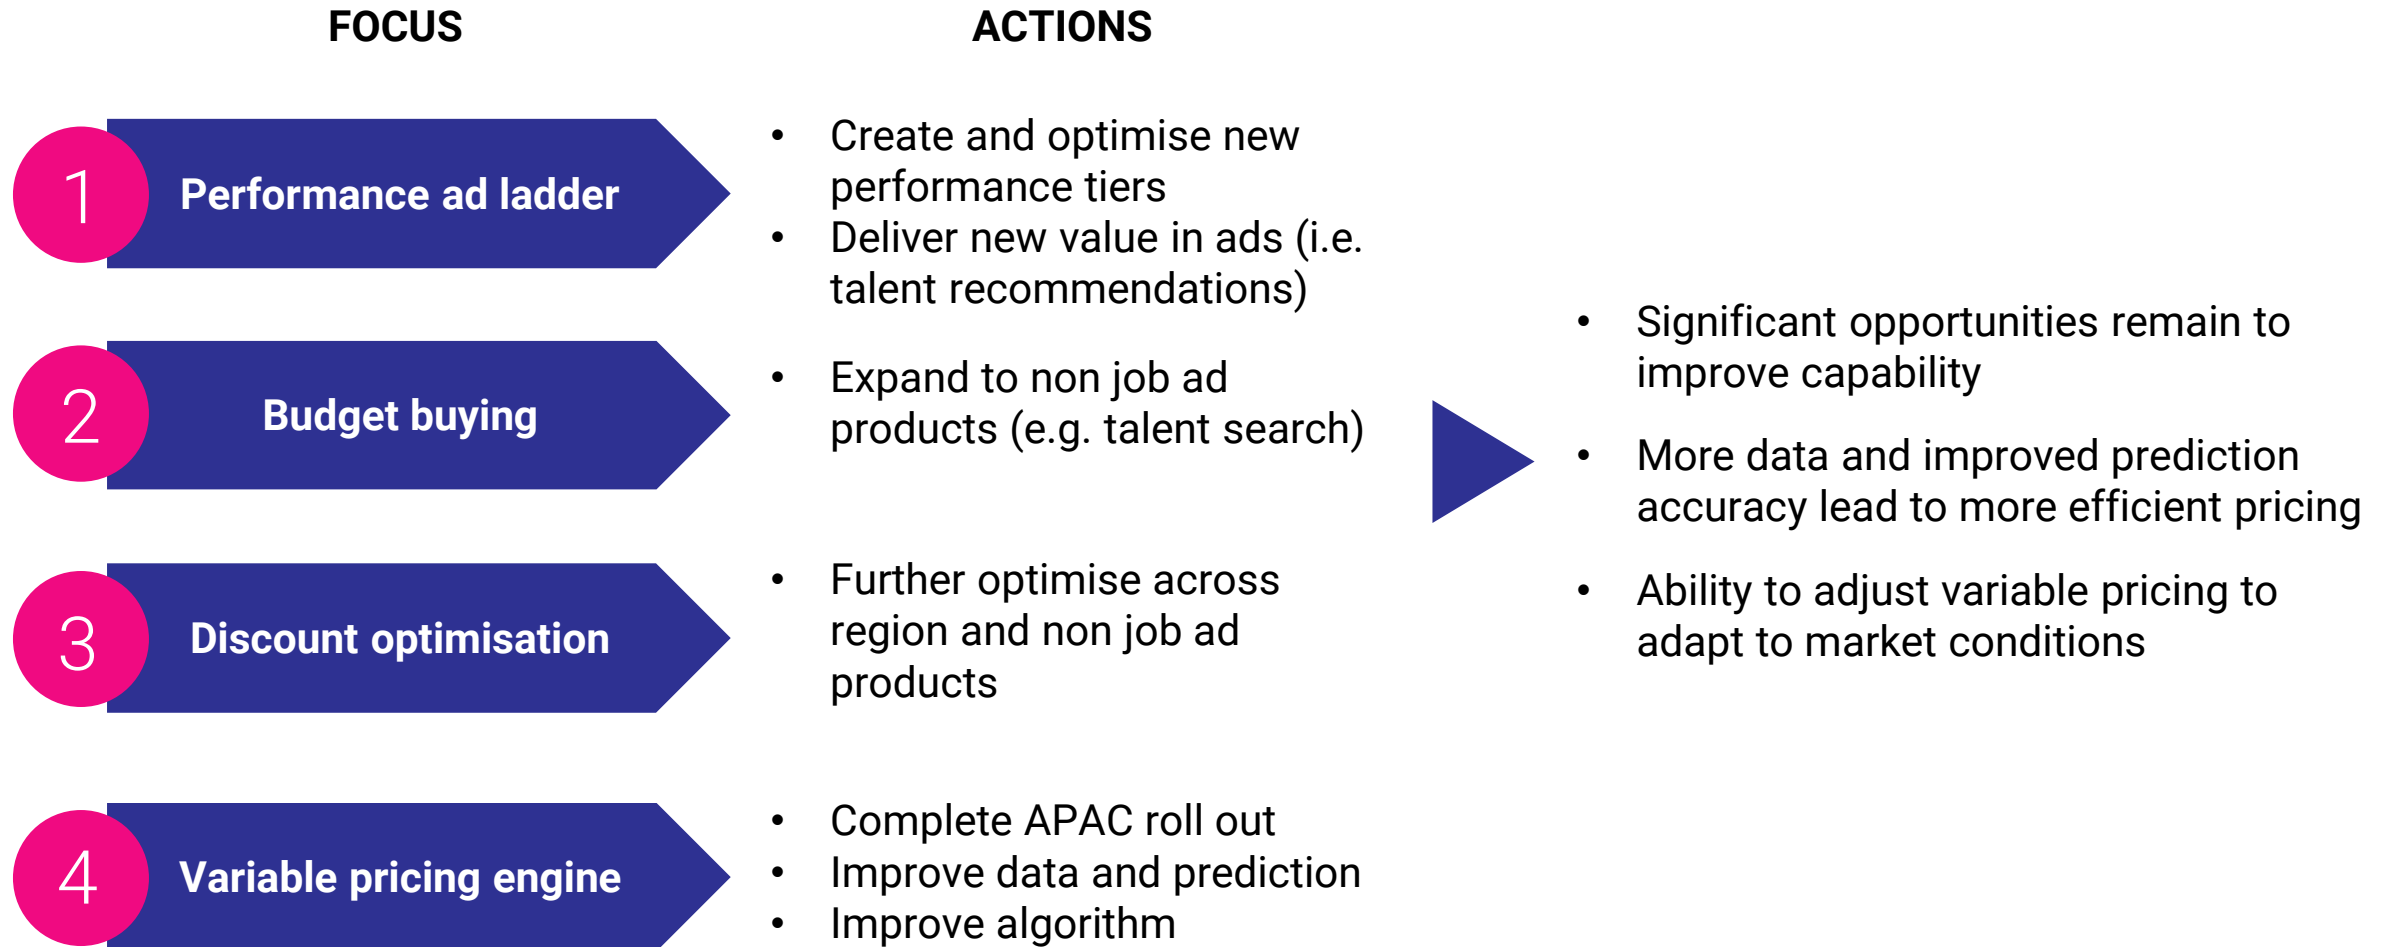 FOCUS
ACTIONS
1
Performance ad ladder
• Create and optimise new
performance tiers
• Deliver new value in ads (i.e.
talent recommendations)
2
Budget buying
• Expand to non job ad
products (e.g. talent search)
3
Discount optimisation
• Further optimise across
region and non job ad
products
4
Variable pricing engine
• Complete APAC roll out
• Improve data and prediction
• Improve algorithm
• Significant opportunities remain to
improve capability
• More data and improved prediction
accuracy lead to more efficient pricing
• Ability to adjust variable pricing to
adapt to market conditions